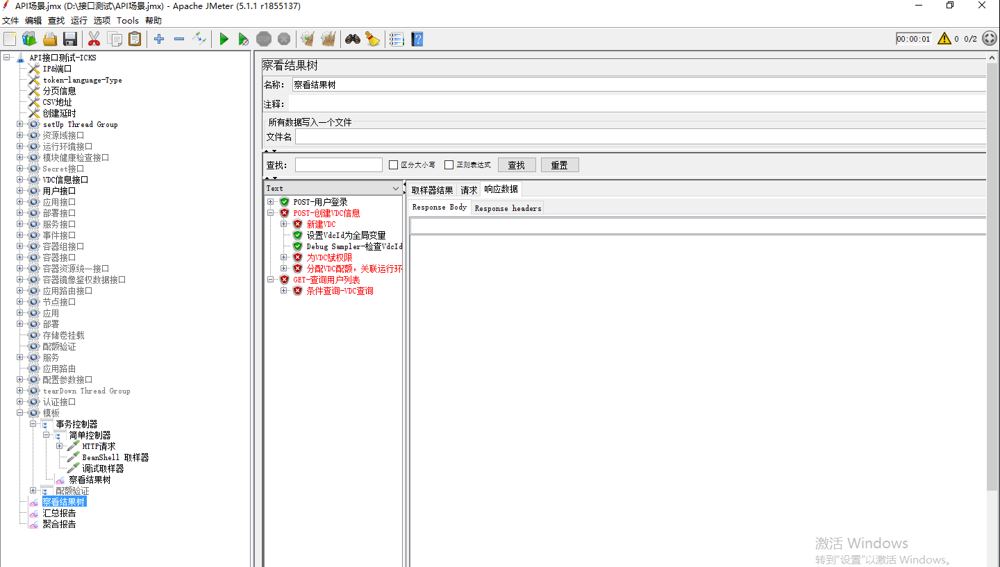 API场景.jmx (D:\接口测试\API场景.jmx) - Apache JMeter (5.1.1 r1855137)
文件 编辑 查找 运行 选项 Tools 帮助
STOP
00:00:01 0 0/2
API接口测试-ICKS
IP&端口
token-language-Type
分页信息
CSV地址
创建延时
setUp Thread Group
资源域接口
运行环境接口
模块健康检查接口
Secret接口
VDC信息接口
用户接口
应用接口
部署接口
服务接口
事件接口
容器组接口
容器接口
容器资源统一接口
容器镜像鉴权数据接口
应用路由接口
节点接口
应用
部署
存储卷挂载
配额验证
服务
应用路由
配置参数接口
tearDown Thread Group
认证接口
模板
事务控制器
简单控制器
HTTP请求
BeanShell 取样器
调试取样器
察看结果树
配额验证
察看结果树
汇总报告
聚合报告
察看结果树
名称： 察看结果树
注释：
所有数据写入一个文件
文件名
查找： 区分大小写 正则表达式 查找 重置
Text
POST-用户登录
POST-创建VDC信息
新建VDC
设置VdcId为全局变量
Debug Sampler-检查VdcId
为VDC赋权限
分配VDC配额，关联运行环
GET-查询用户列表
条件查询-VDC查询
取样器结果 请求 响应数据
Response Body Response headers
激活 Windows
转到“设置”以激活 Windows。